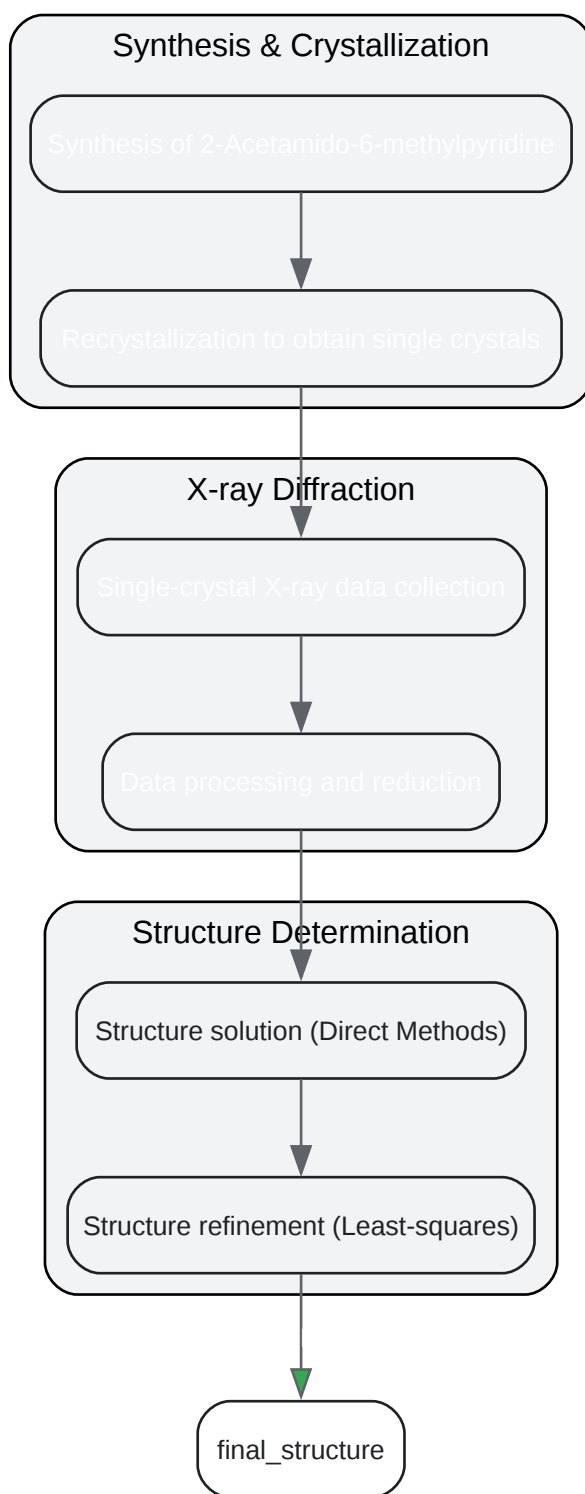 Synthesis & Crystallization
Synthesis of 2-Acetamido-6-methylpyridine
Recrystallization to obtain single crystals
X-ray Diffraction
Single-crystal X-ray data collection
Data processing and reduction
Structure Determination
Structure solution (Direct Methods)
Structure refinement (Least-squares)
final_structure